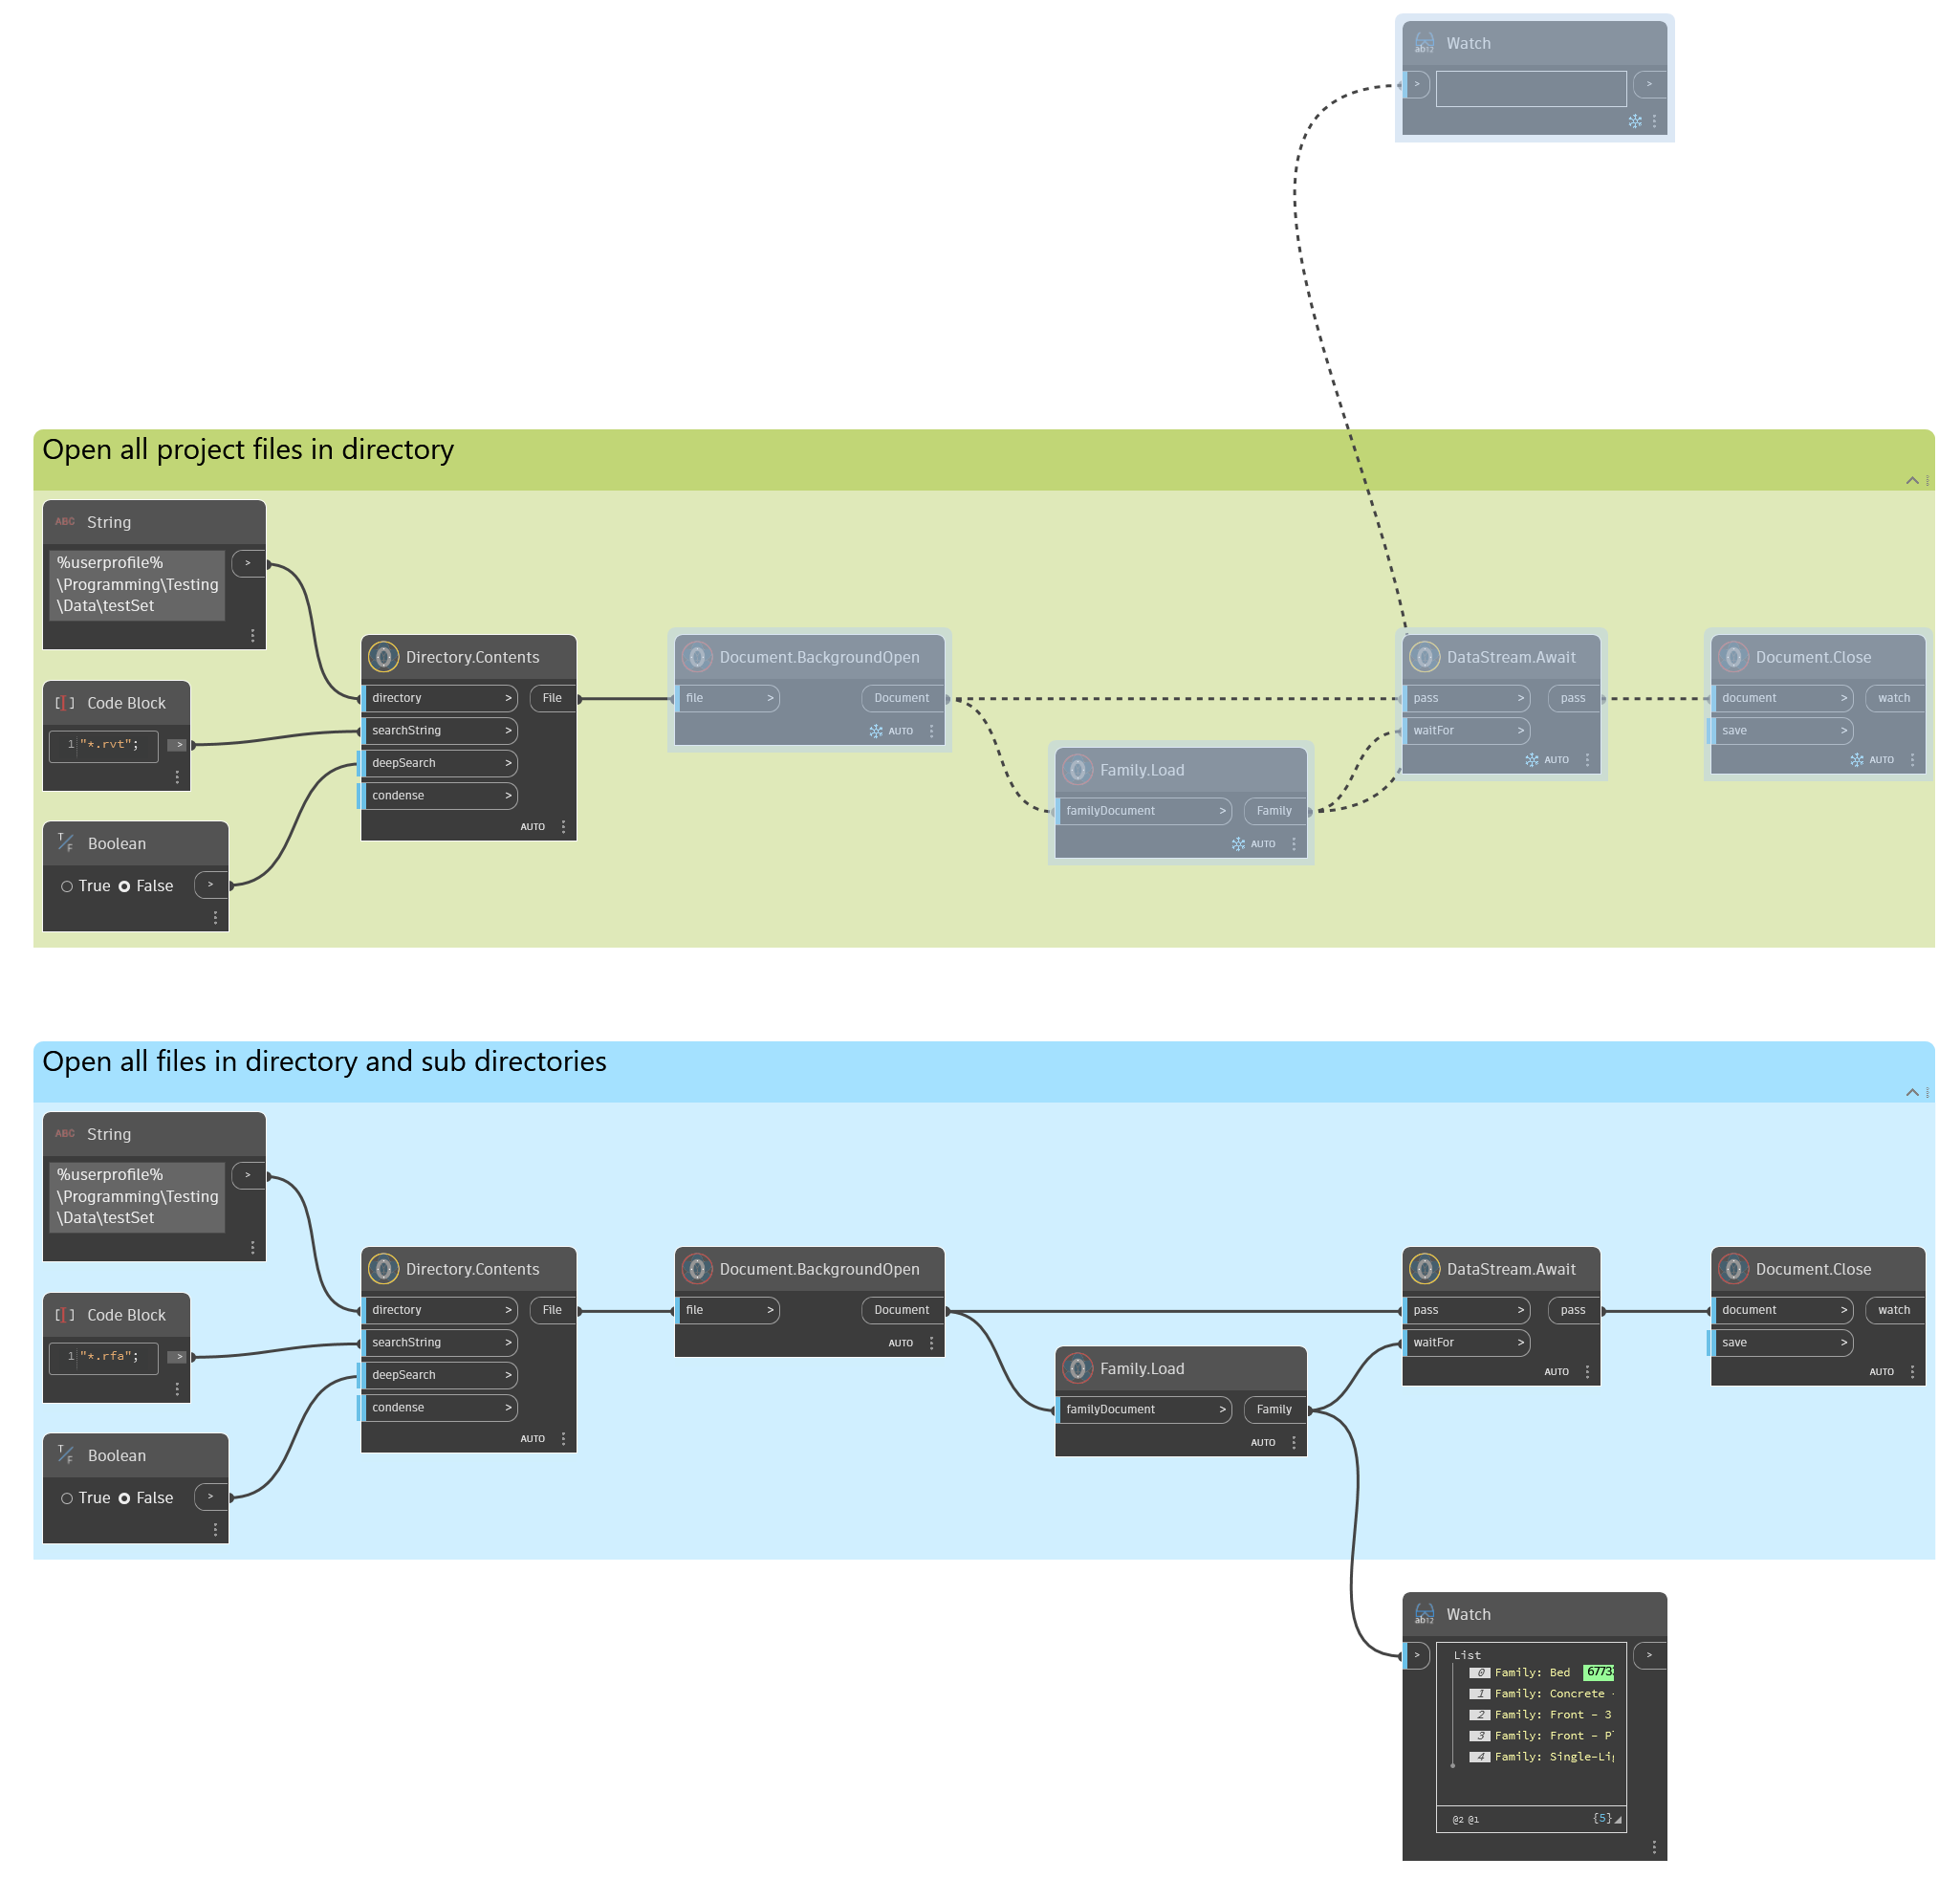 Watch
>
>
Open all project files in directory
ABC String
%userprofile%
\Programming\Testing
\Data\testSet
>
Code Block
1 "*.rvt";
>
T/F Boolean
True False
>
Directory.Contents
directory > File
searchString >
deepSearch >
condense >
AUTO
Document.BackgroundOpen
file > Document
AUTO
Family.Load
familyDocument > Family
AUTO
DataStream.Await
pass > pass
waitFor >
AUTO
Document.Close
document > watch
save >
AUTO
Open all files in directory and sub directories
ABC String
%userprofile%
\Programming\Testing
\Data\testSet
>
Code Block
1 "*.rfa";
>
T/F Boolean
True False
>
Directory.Contents
directory > File
searchString >
deepSearch >
condense >
AUTO
Document.BackgroundOpen
file > Document
AUTO
Family.Load
familyDocument > Family
AUTO
DataStream.Await
pass > pass
waitFor >
AUTO
Document.Close
document > watch
save >
AUTO
Watch
>
>
List
0 Family: Bed
1 Family: Concrete
2 Family: Front - 3
3 Family: Front -
4 Family:
@2 @1 {5}